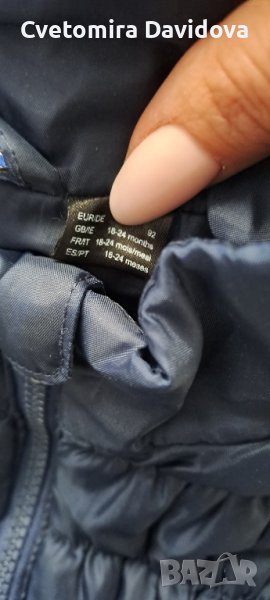 Cvetomira Davidova
EUR/DE 92
GB/IE 18-24 months
FR/IT 18-24 mois/mesi
ES/PT 18-24 meses
BAZAR